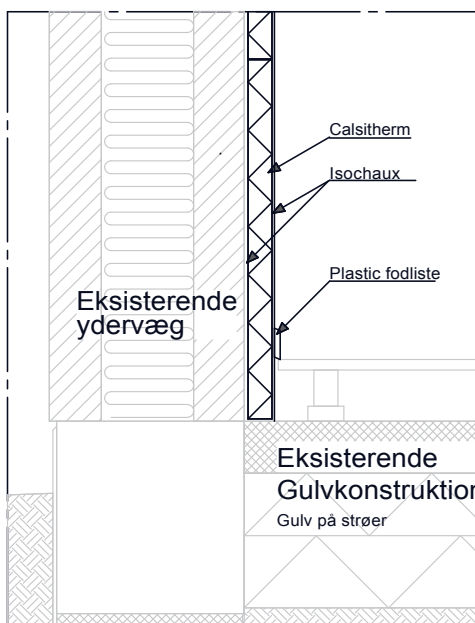 Calsitherm
Isochaux
Plastic fodliste
Eksisterende
ydervæg
Eksisterende
Gulvkonstruktion
Gulv på strøer